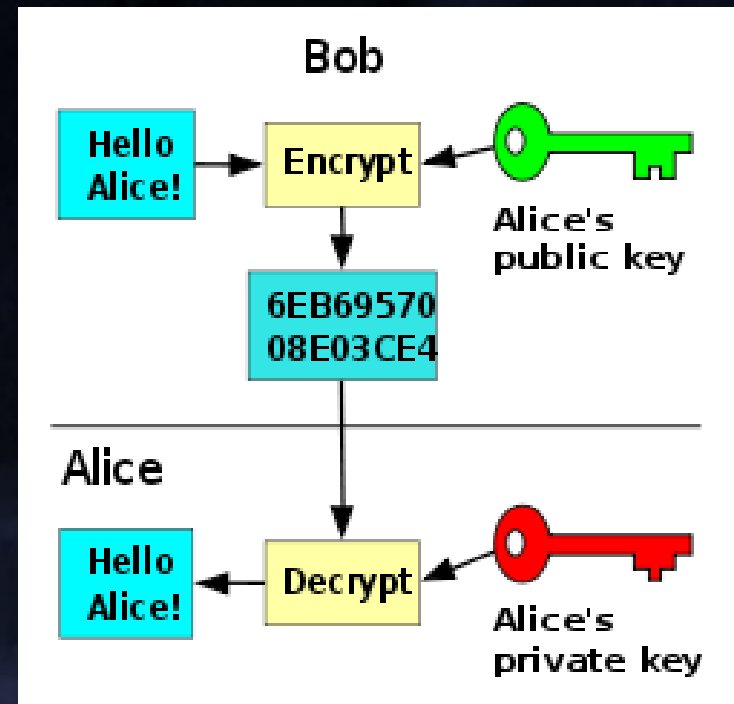 Bob
Hello
Alice!
Encrypt
Alice's
public key
6EB69570
08E03CE4
Alice
Hello
Alice!
Decrypt
Alice's
private key